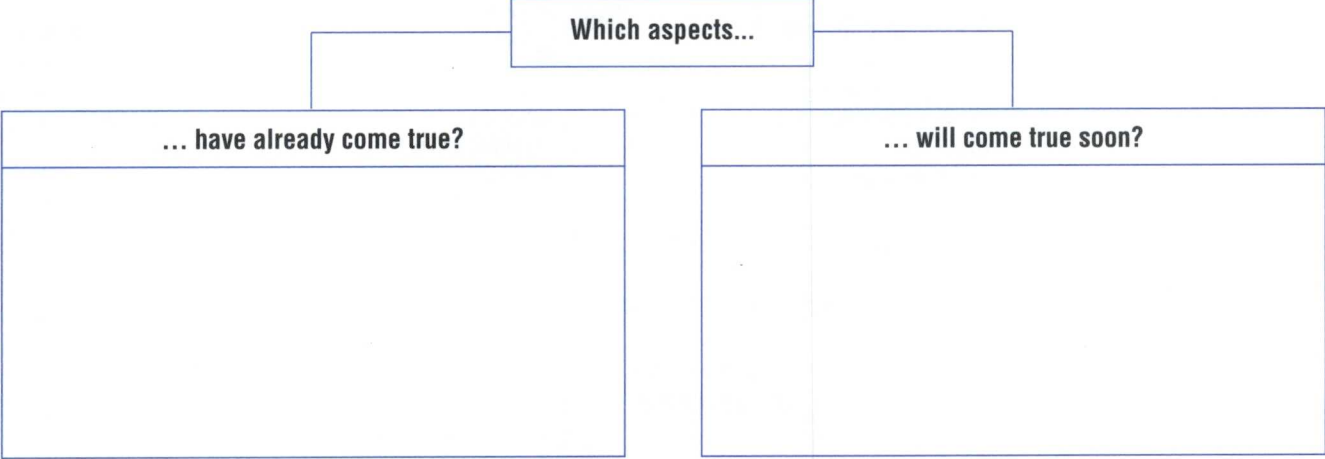 Which aspects...
... have already come true?
... will come true soon?